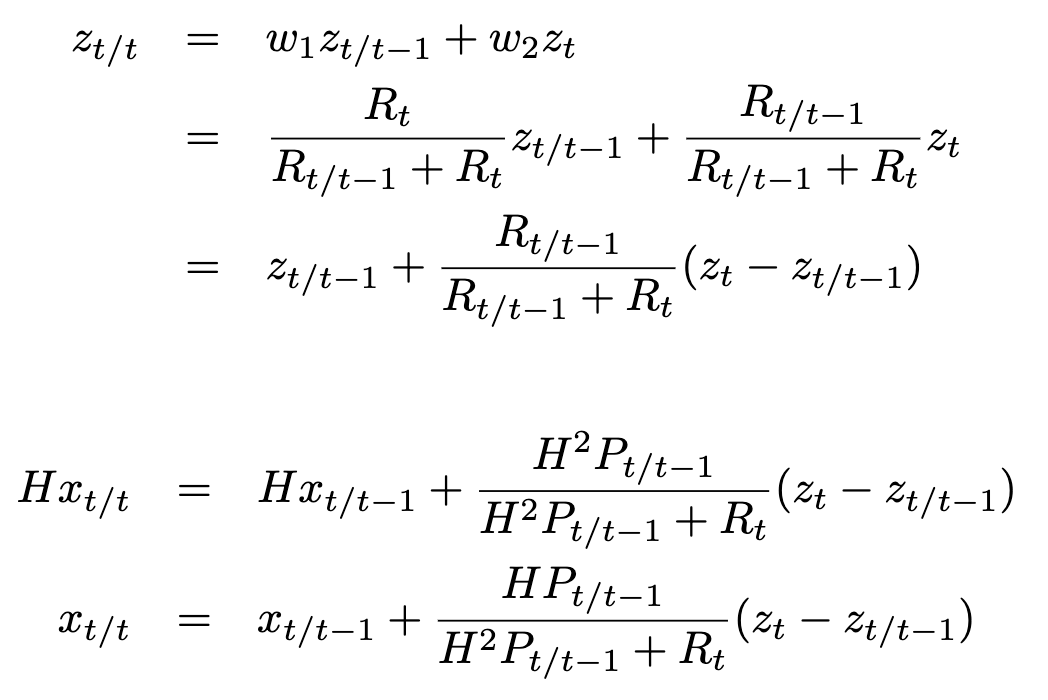 $z_{t/t} = w_1 z_{t/t-1} + w_2 z_t$
$= \frac{R_t}{R_{t/t-1} + R_t} z_{t/t-1} + \frac{R_{t/t-1}}{R_{t/t-1} + R_t} z_t$
$= z_{t/t-1} + \frac{R_{t/t-1}}{R_{t/t-1} + R_t} (z_t - z_{t/t-1})$
$Hx_{t/t} = Hx_{t/t-1} + \frac{H^2 P_{t/t-1}}{H^2 P_{t/t-1} + R_t} (z_t - z_{t/t-1})$
$x_{t/t} = x_{t/t-1} + \frac{H P_{t/t-1}}{H^2 P_{t/t-1} + R_t} (z_t - z_{t/t-1})$